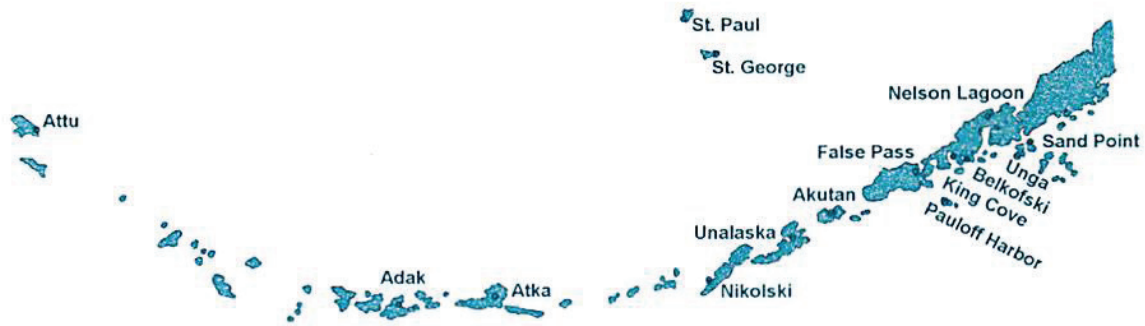 St. Paul
St. George
Nelson Lagoon
Attu
Sand Point
False Pass
Unga
Belkofski
King Cove
Akutan
Pauloff Harbor
Unalaska
Adak
Atka
Nikolski